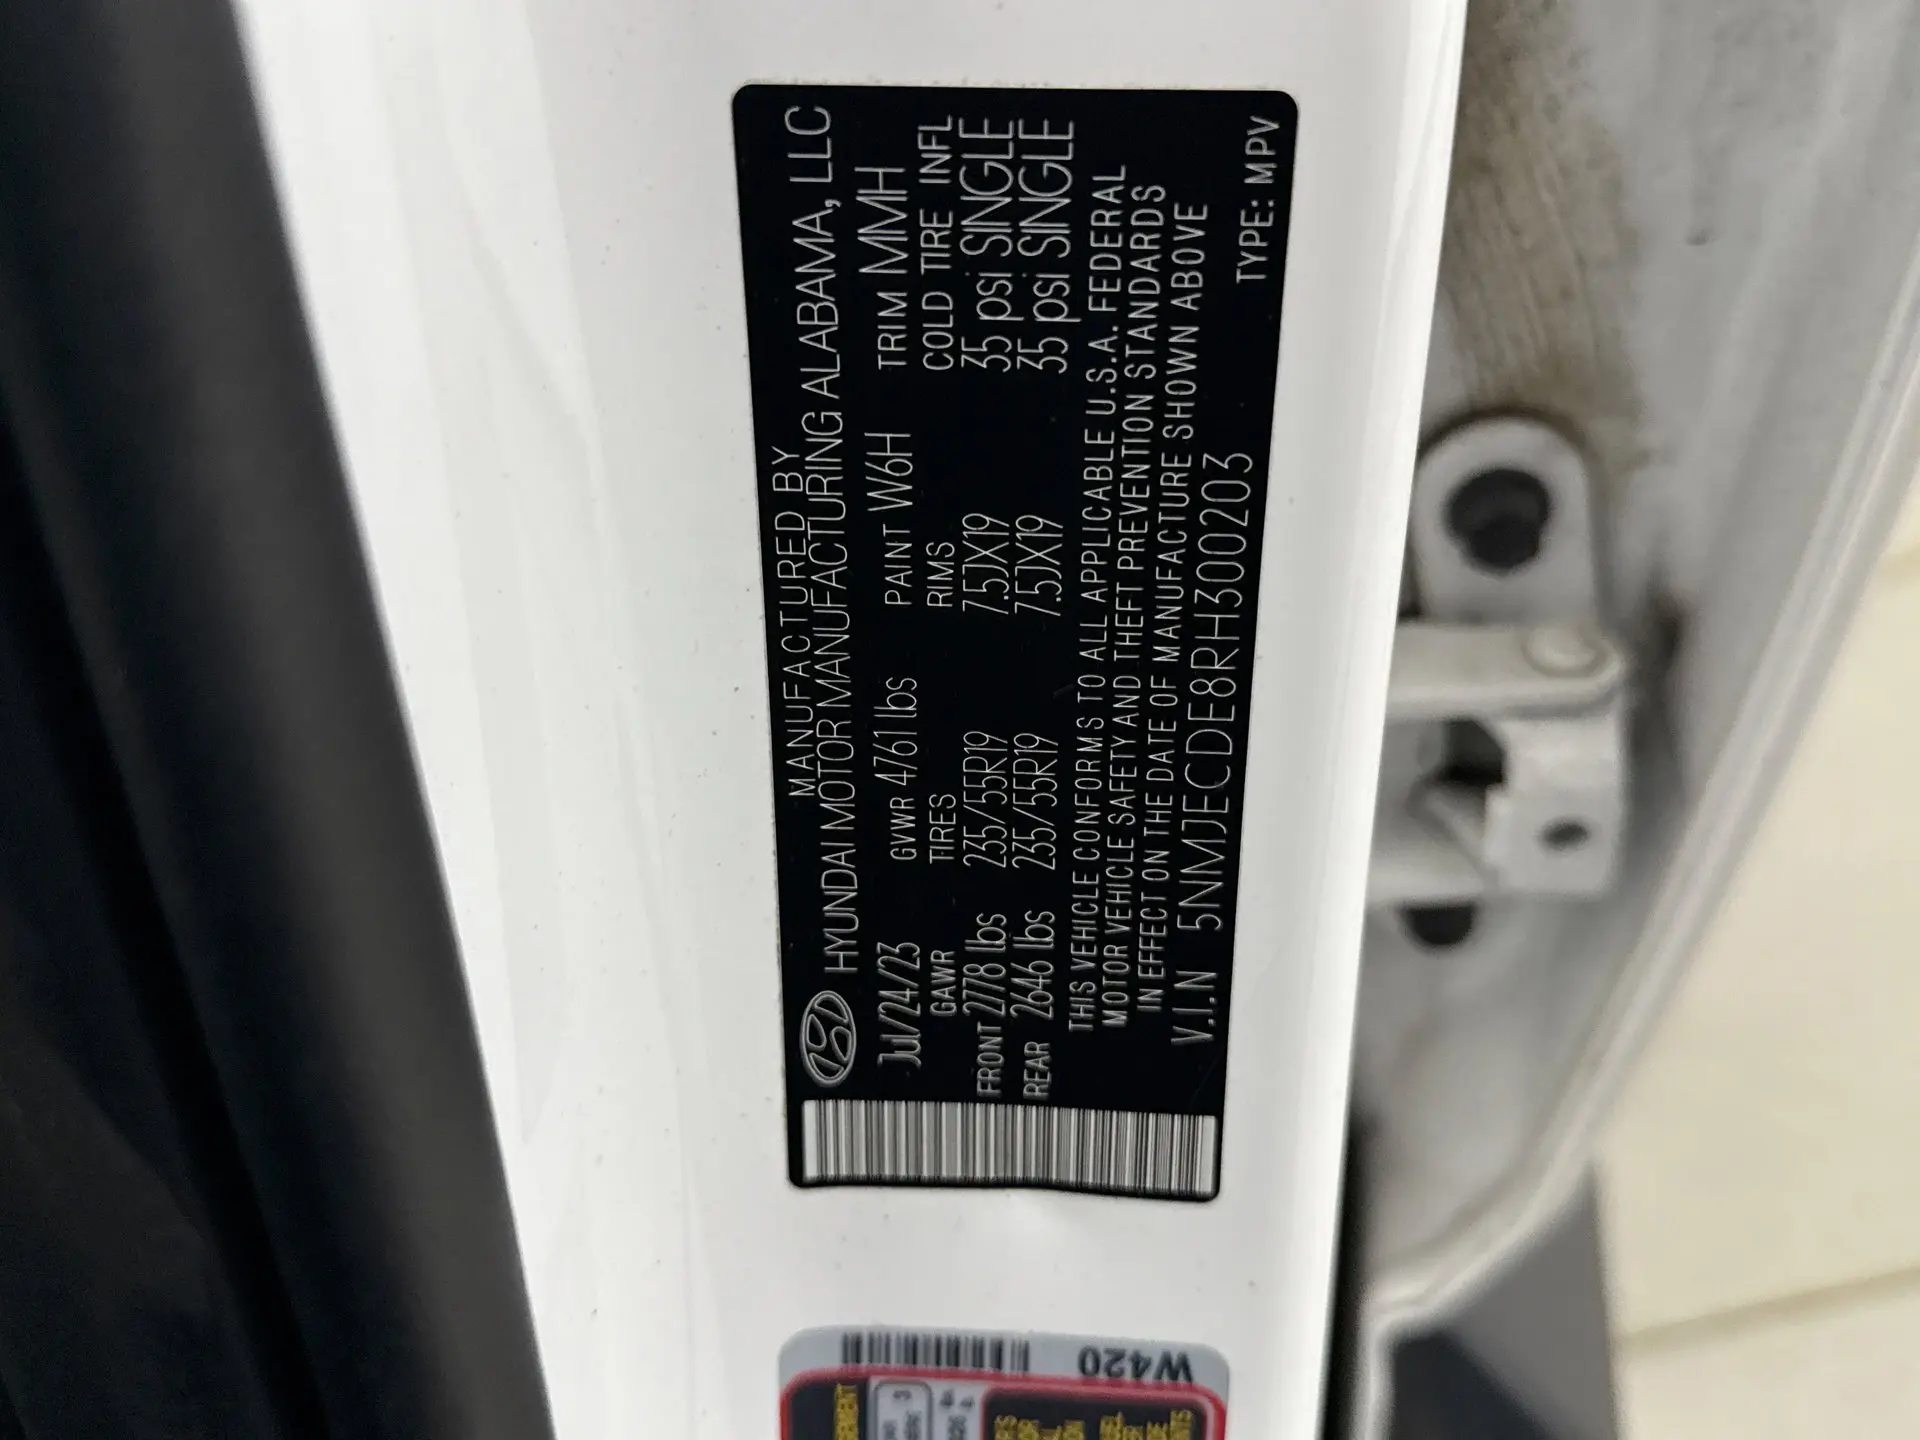 MANUFACTURED BY
HYUNDAI MOTOR MANUFACTURING ALABAMA, LLC
Jul/24/23 GVWR 4761 lbs PAINT W6H TRIM MMH
GAWR TIRES RIMS COLD TIRE INFL
FRONT 2778 lbs 235/55R19 7.5JX19 35 psi SINGLE
REAR 2646 lbs 235/55R19 7.5JX19 35 psi SINGLE
THIS VEHICLE CONFORMS TO ALL APPLICABLE U.S.A. FEDERAL
MOTOR VEHICLE SAFETY AND THEFT PREVENTION STANDARDS
IN EFFECT ON THE DATE OF MANUFACTURE SHOWN ABOVE
V.I.N 5NMJECDE8RH300203
TYPE: MPV
W420